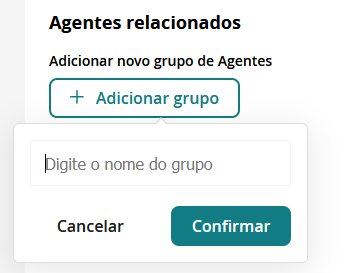 Agentes relacionados
Adicionar novo grupo de Agentes
+ Adicionar grupo
Digite o nome do grupo
Cancelar
Confirmar